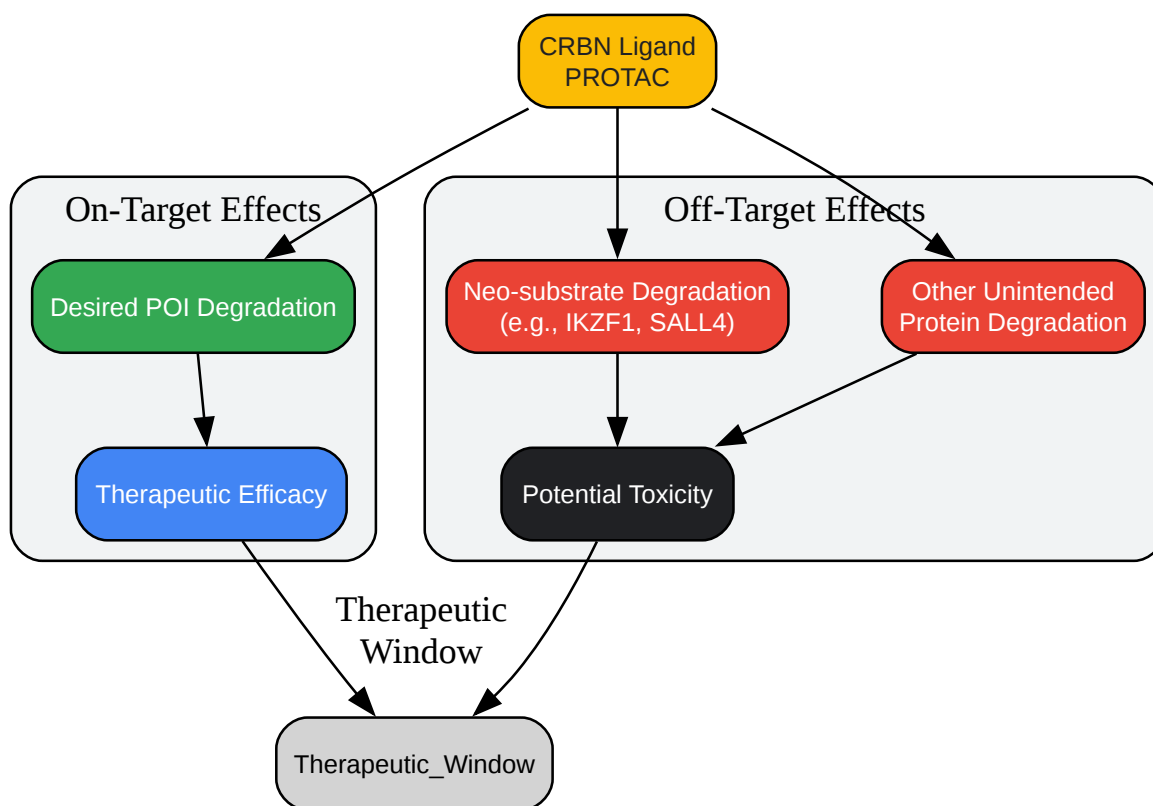 CRBN Ligand
PROTAC
On-Target Effects
Off-Target Effects
Desired POI Degradation
Neo-substrate Degradation
(e.g., IKZF1, SALL4)
Other Unintended
Protein Degradation
Therapeutic Efficacy
Potential Toxicity
Therapeutic
Window
Therapeutic_Window